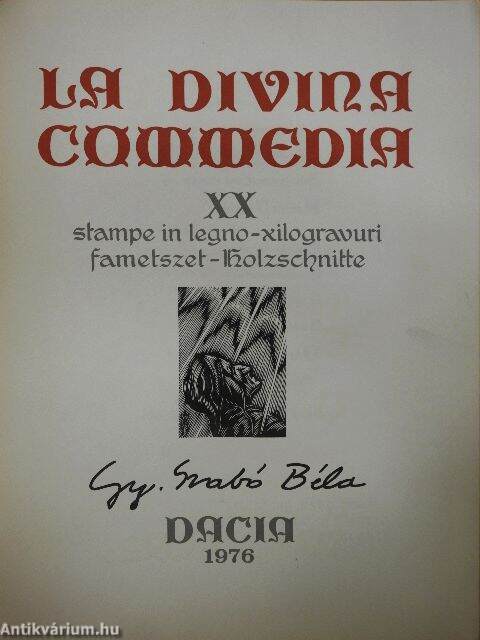 LA DIVINA
COMMEDIA
XX
stampe in legno-xilogravuri
fametszet-Holzschnitte
Gy. Szabó Béla
DACIA
1976
Antikvárium.hu